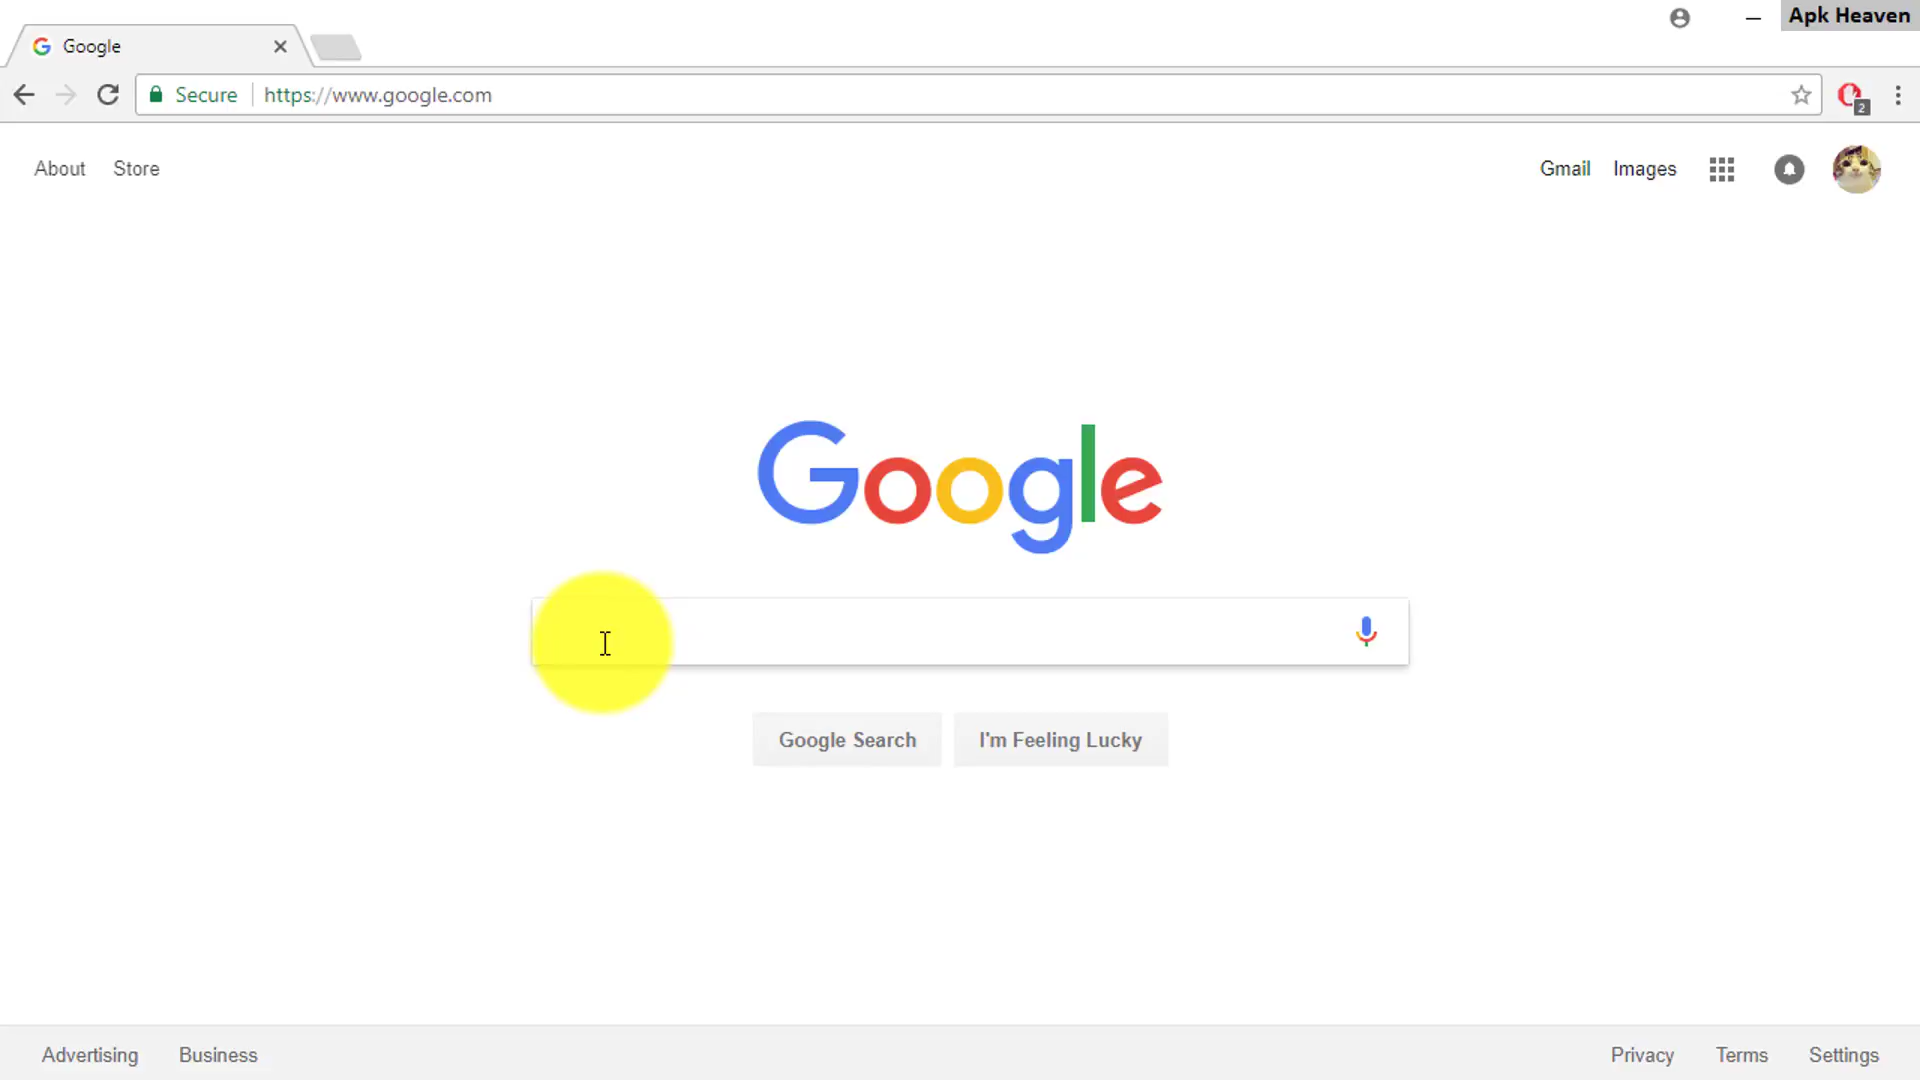 Apk Heaven
Google
Secure https://www.google.com
2
About Store
Gmail Images
Google
Google Search I'm Feeling Lucky
Advertising Business
Privacy Terms Settings